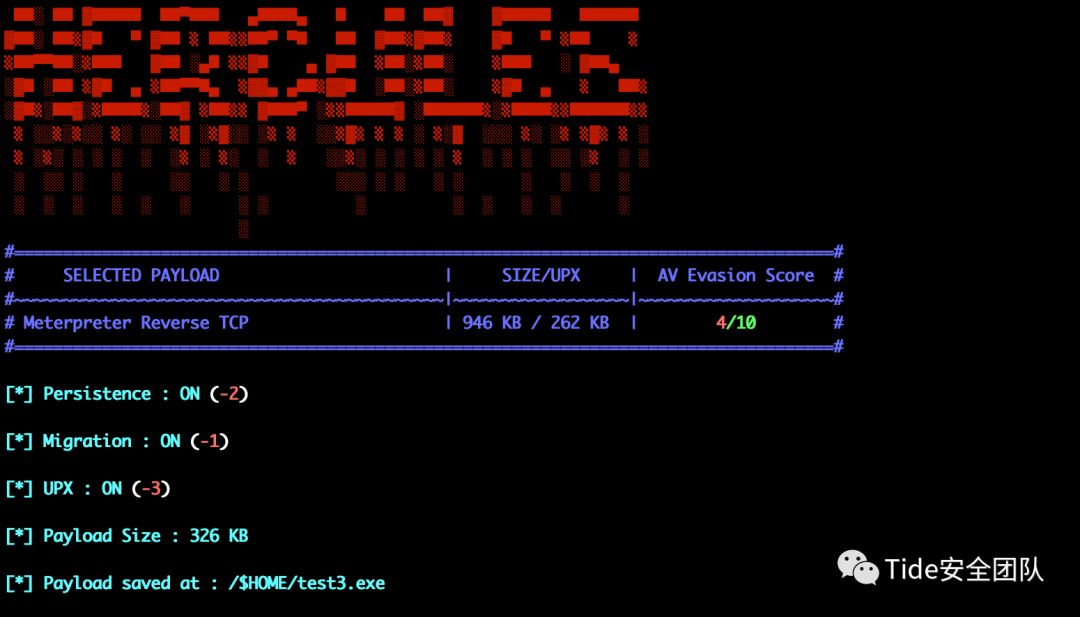 HERCULES
#=====================================================================================#
# SELECTED PAYLOAD | SIZE/UPX | AV Evasion Score #
#~~~~~~~~~~~~~~~~~~~~~~~~~~~~~~~~~~~~~~~~~~~~|~~~~~~~~~~~~~~~~~~|~~~~~~~~~~~~~~~~~~~~#
# Meterpreter Reverse TCP | 946 KB / 262 KB | 4/10 #
#=====================================================================================#
[*] Persistence : ON (-2)
[*] Migration : ON (-1)
[*] UPX : ON (-3)
[*] Payload Size : 326 KB
[*] Payload saved at : /$HOME/test3.exe
Tide安全团队